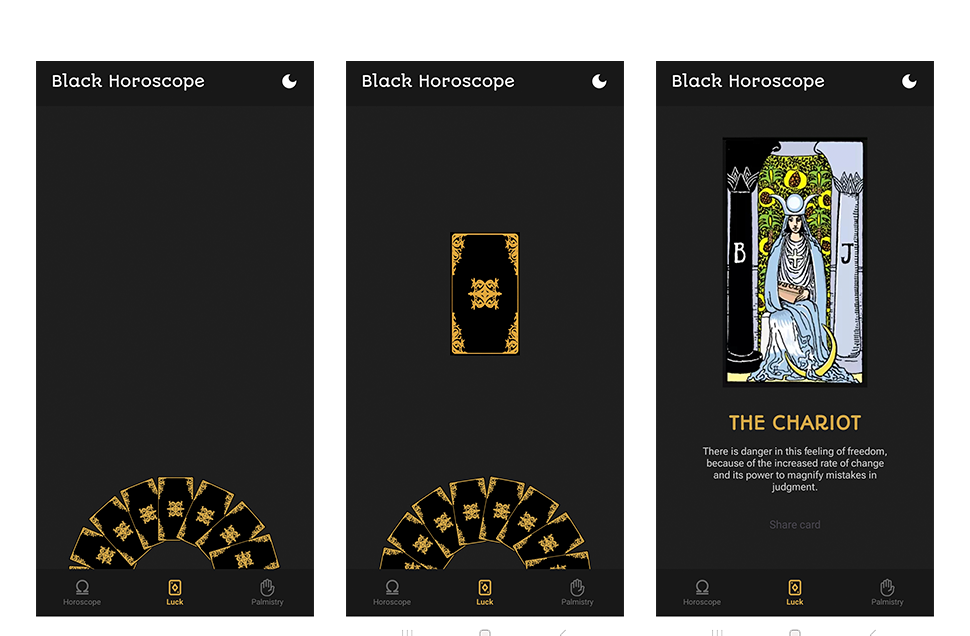 Black Horoscope
Horoscope
Luck
Palmistry
Black Horoscope
Horoscope
Luck
Palmistry
Black Horoscope
B
J
THE CHARIOT
There is danger in this feeling of freedom,
because of the increased rate of change
and its power to magnify mistakes in
judgment.
Share card
Horoscope
Luck
Palmistry